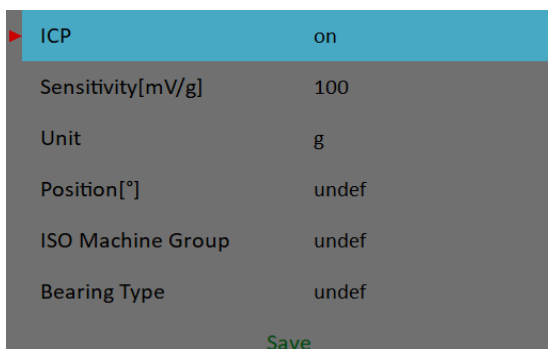 ICP on
Sensitivity[mV/g] 100
Unit g
Position[°] undef
ISO Machine Group undef
Bearing Type undef
Save